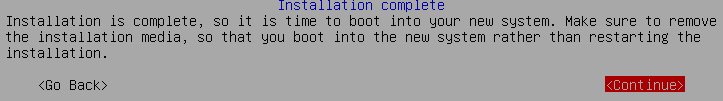 Installation complete
Installation is complete, so it is time to boot into your new system. Make sure to remove
the installation media, so that you boot into the new system rather than restarting the
installation.
<Go Back> <Continue>